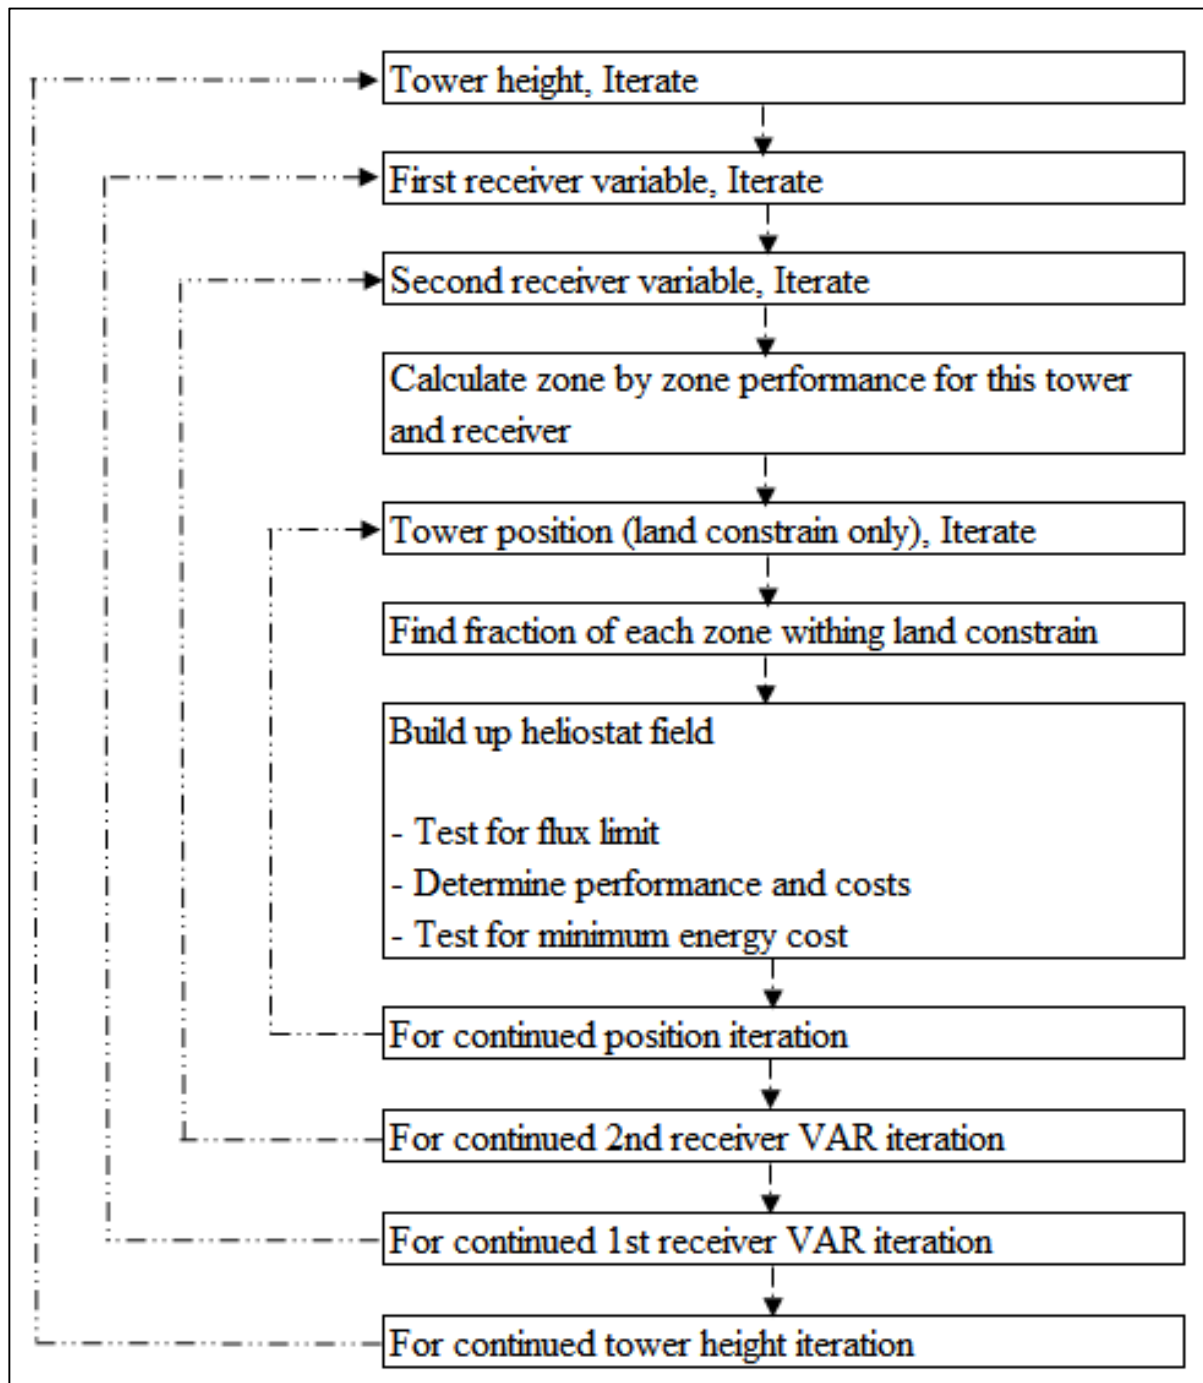 Tower height, Iterate
First receiver variable, Iterate
Second receiver variable, Iterate
Calculate zone by zone performance for this tower
and receiver
Tower position (land constrain only), Iterate
Find fraction of each zone withing land constrain
Build up heliostat field
- Test for flux limit
- Determine performance and costs
- Test for minimum energy cost
For continued position iteration
For continued 2nd receiver VAR iteration
For continued 1st receiver VAR iteration
For continued tower height iteration